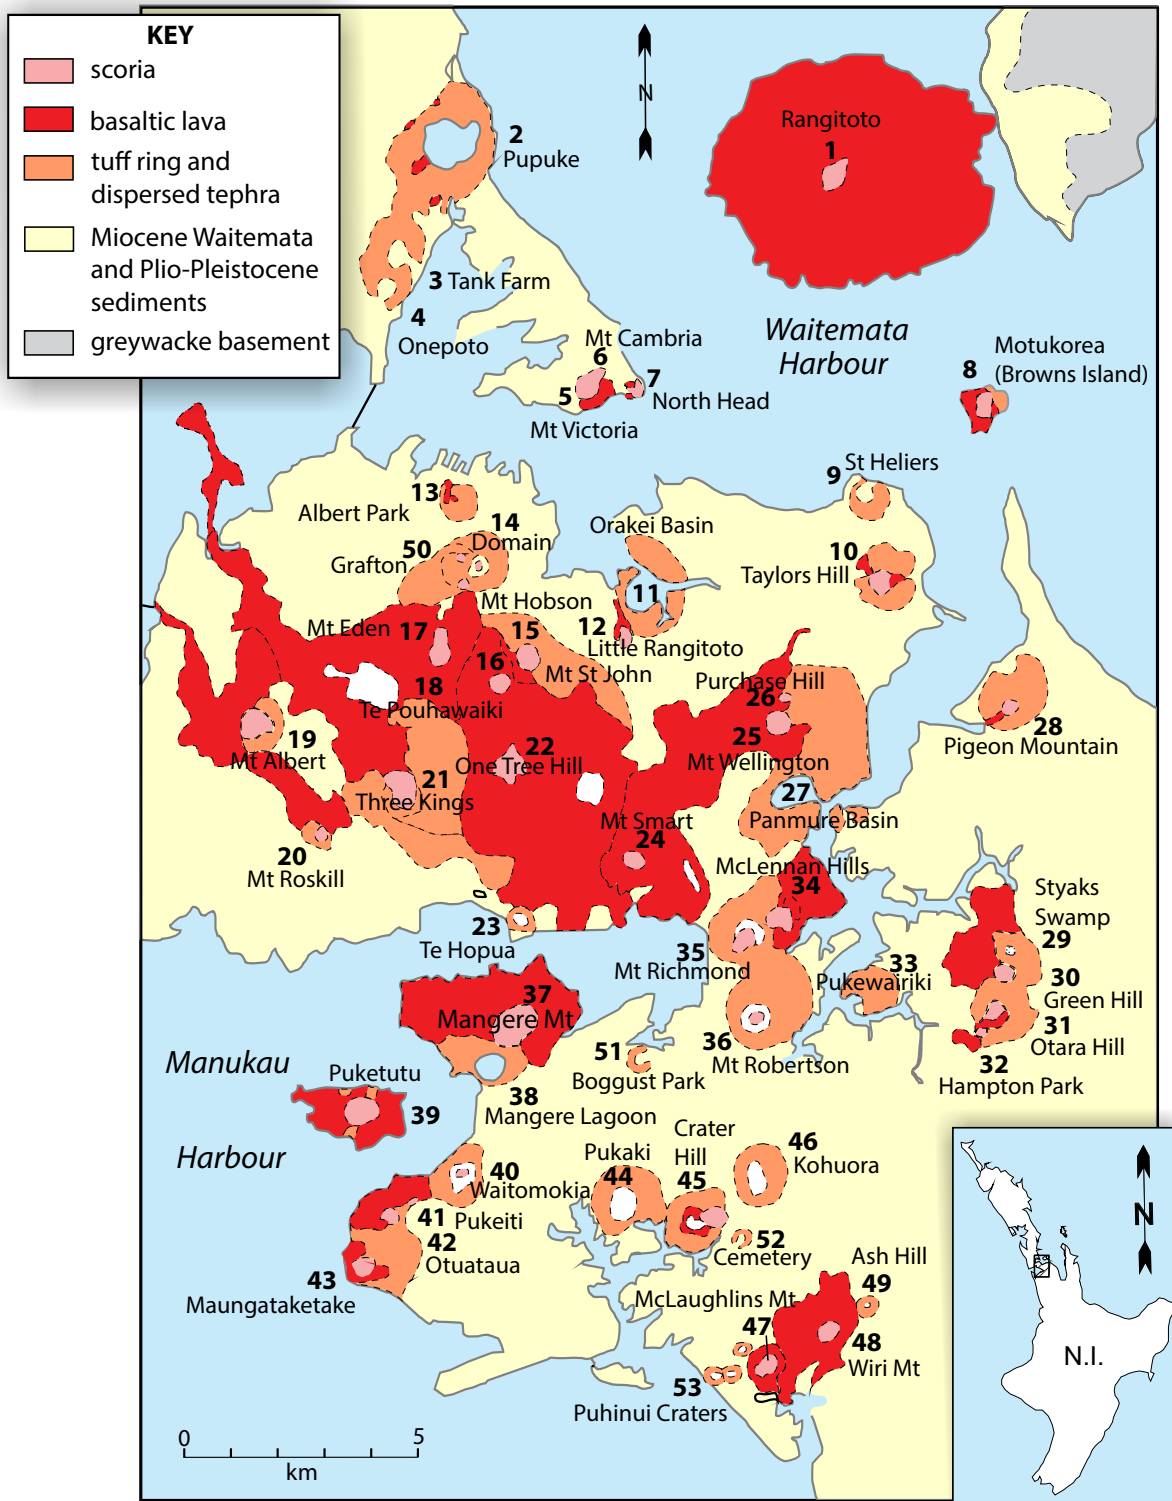 KEY
scoria
basaltic lava
tuff ring and
dispersed tephra
Miocene Waitemata
and Plio-Pleistocene
sediments
greywacke basement
N
Rangitoto
1
2
Pupuke
3 Tank Farm
4
Onepoto
Waitemata
Harbour
Mt Cambria
6
5
7
North Head
Mt Victoria
8
Motukorea
(Browns Island)
9
St Heliers
13
Albert Park
14
Domain
50
Grafton
Orakei Basin
11
10
Taylors Hill
Mt Hobson
15
12
Little Rangitoto
Mt Eden
17
16
Mt St John
18
Te Pouhawaiki
Purchase Hill
26
25
Mt Wellington
28
Pigeon Mountain
19
Mt Albert
22
One Tree Hill
21
Three Kings
27
Panmure Basin
Mt Smart
24
20
Mt Roskill
McLennan Hills
34
Styaks
Swamp
29
23
Te Hopua
35
Mt Richmond
33
Pukewairiki
30
Green Hill
31
Otara Hill
32
Hampton Park
37
Mangere Mt
36
Mt Robertson
51
Boggust Park
Manukau
Harbour
Puketutu
39
38
Mangere Lagoon
Crater
Hill
45
46
Kohuora
Pukaki
44
40
Waitomokia
41 Pukeiti
42
Otuataua
43
Maungataketake
52
Cemetery
Ash Hill
49
McLaughlins Mt
47
48
Wiri Mt
53
Puhinui Craters
0
5
km
N
N.I.